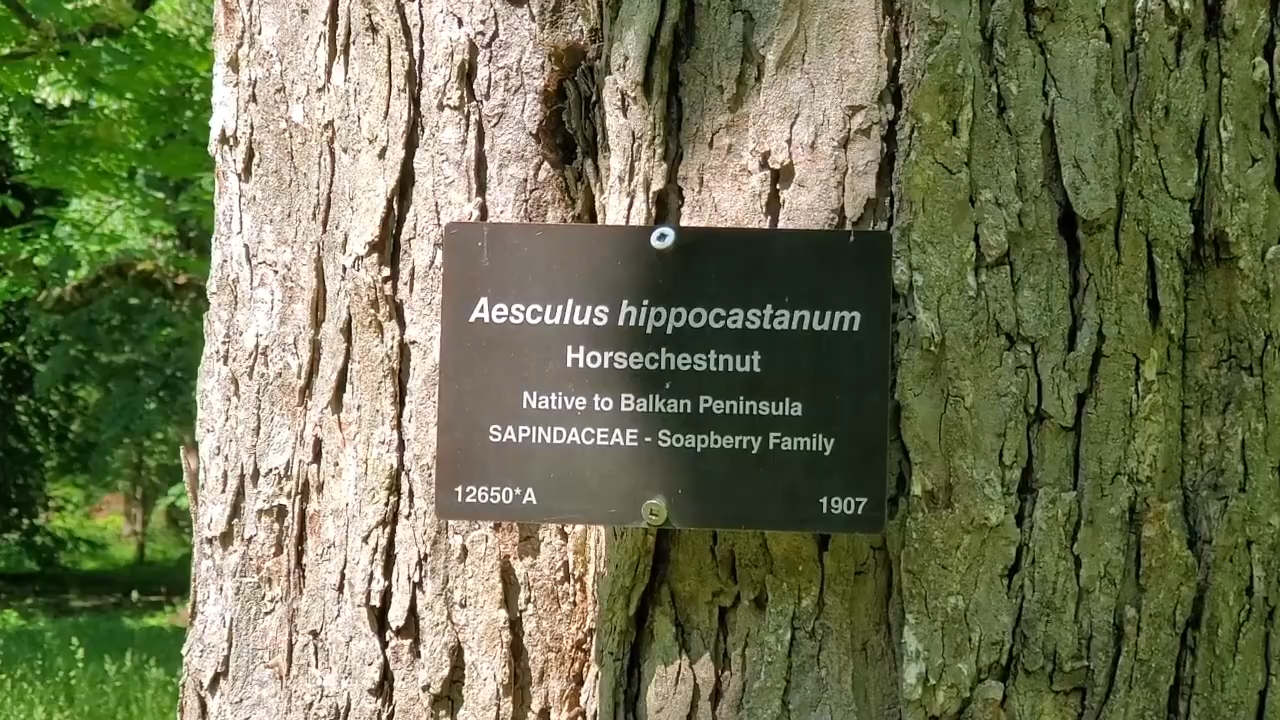 Aesculus hippocastanum
Horsechestnut
Native to Balkan Peninsula
SAPINDACEAE - Soapberry Family
12650*A 1907